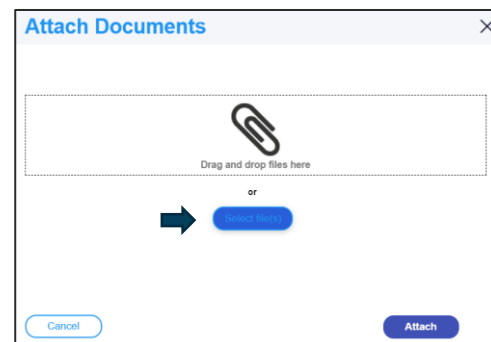 Attach Documents
Drag and drop files here
or
Select file(s)
Cancel
Attach